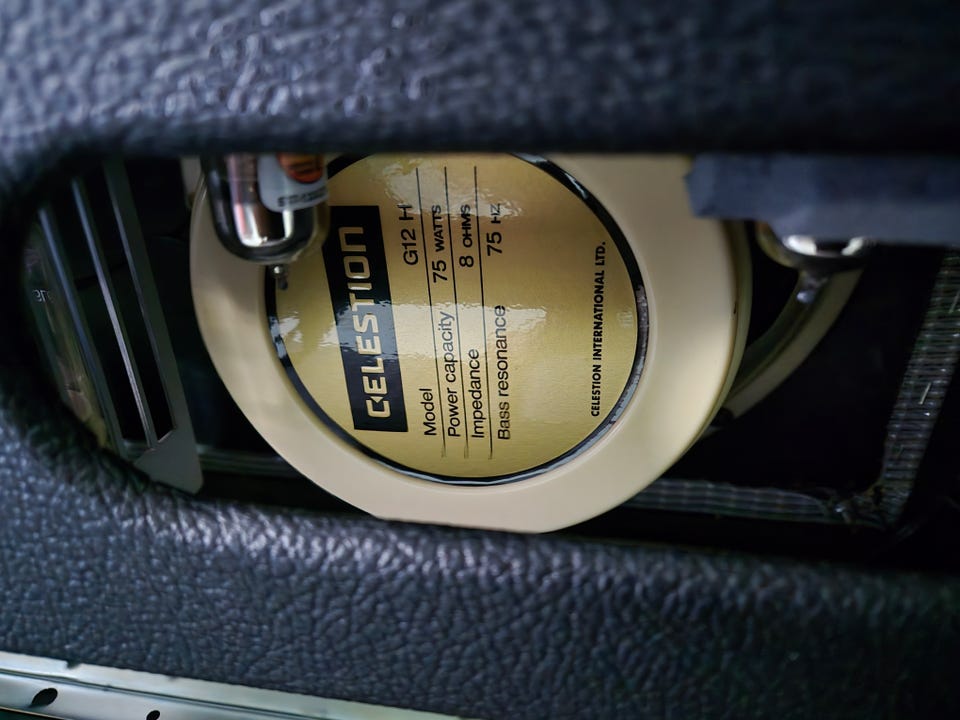 CELESTION
Model G12 H
Power capacity 75 WATTS
Impedance 8 OHMS
Bass resonance 75 HZ
CELESTION INTERNATIONAL LTD.